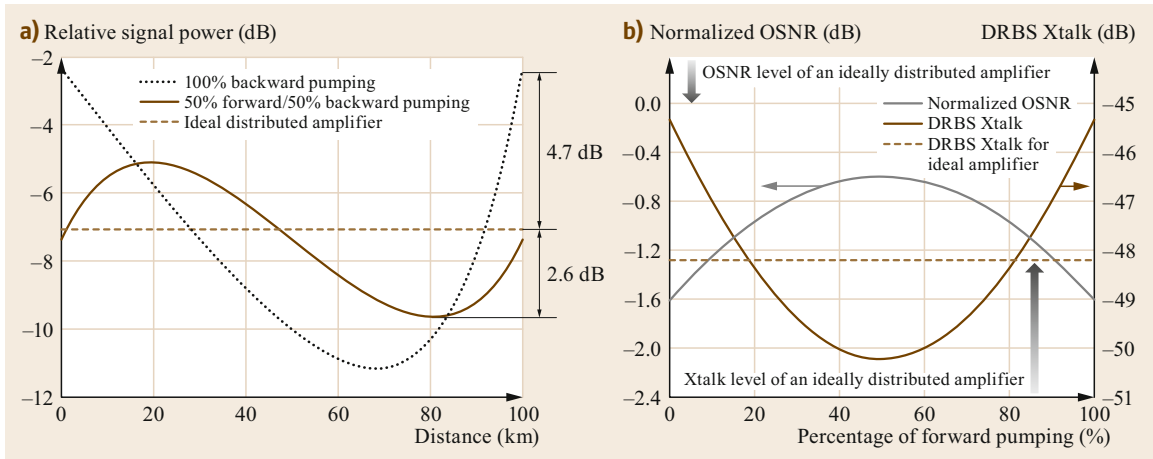 a) Relative signal power (dB)
−2
−4
−6
−8
−10
−12
0
20
40
60
80
100
Distance (km)
100% backward pumping
50% forward/50% backward pumping
Ideal distributed amplifier
4.7 dB
2.6 dB
b) Normalized OSNR (dB)
DRBS Xtalk (dB)
OSNR level of an ideally distributed amplifier
Normalized OSNR
DRBS Xtalk
DRBS Xtalk for
ideal amplifier
0.0
−0.4
−0.8
−1.2
−1.6
−2.0
−2.4
−45
−46
−47
−48
−49
−50
−51
Xtalk level of an ideally distributed amplifier
0
20
40
60
80
100
Percentage of forward pumping (%)